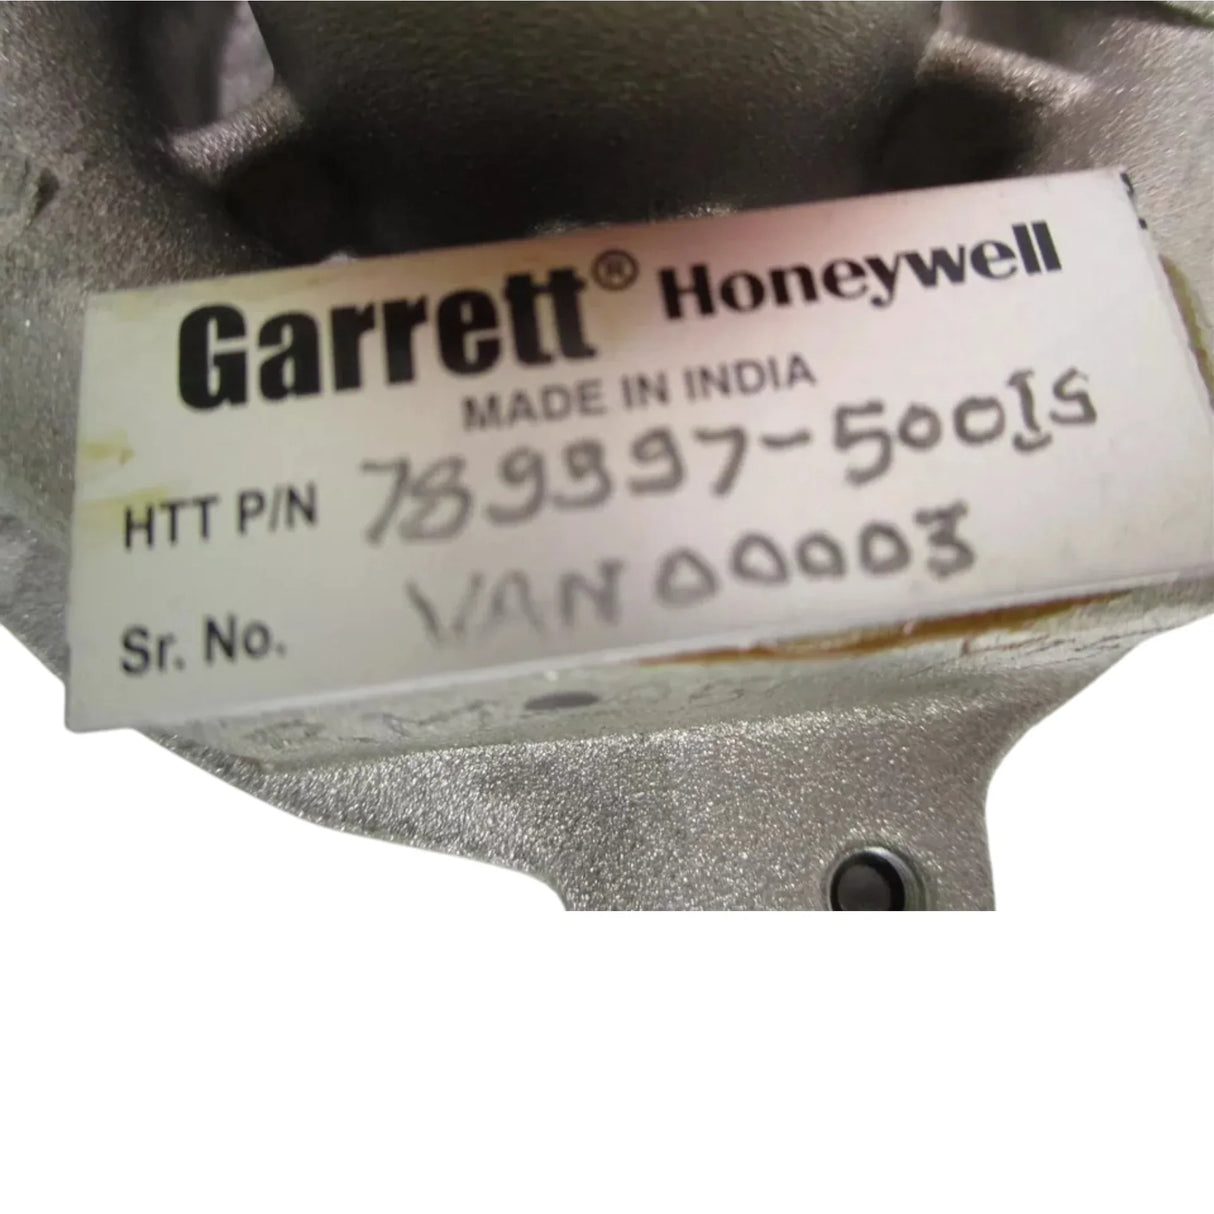 Garrett® Honeywell
MADE IN INDIA
HTT P/N 789997-5001S
Sr. No. VAN00003